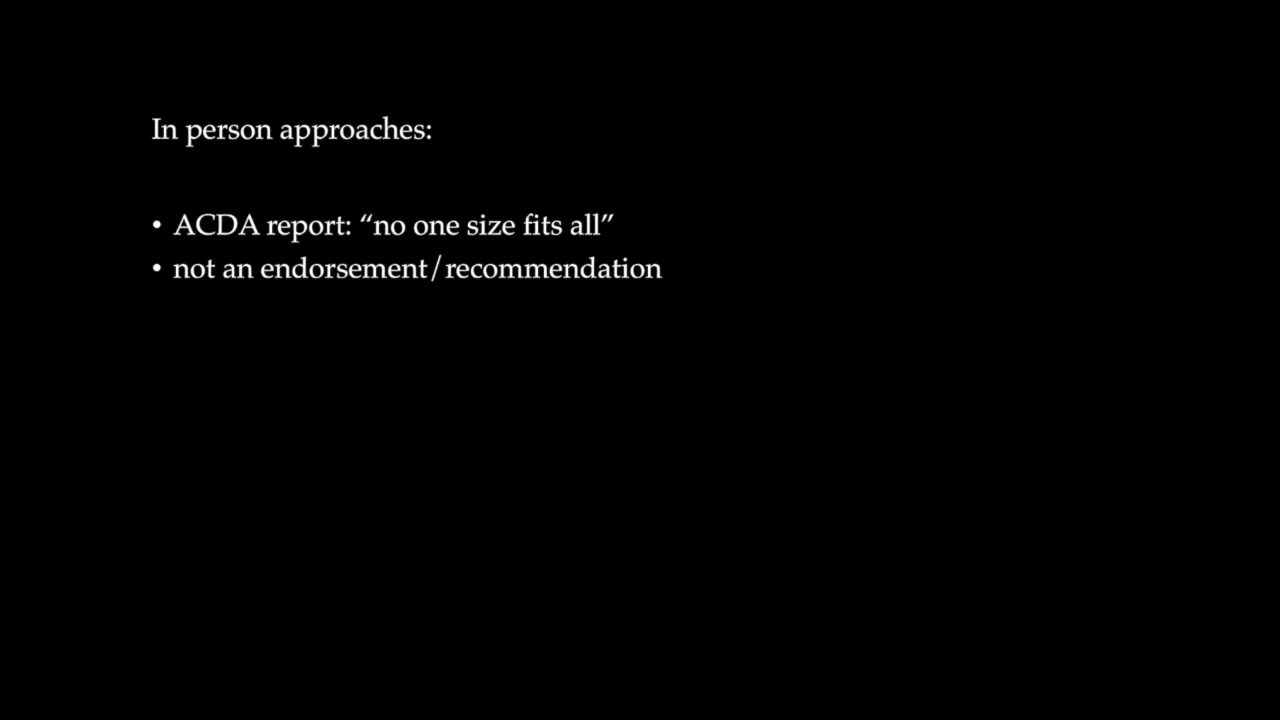 In person approaches:
• ACDA report: “no one size fits all”
• not an endorsement/recommendation